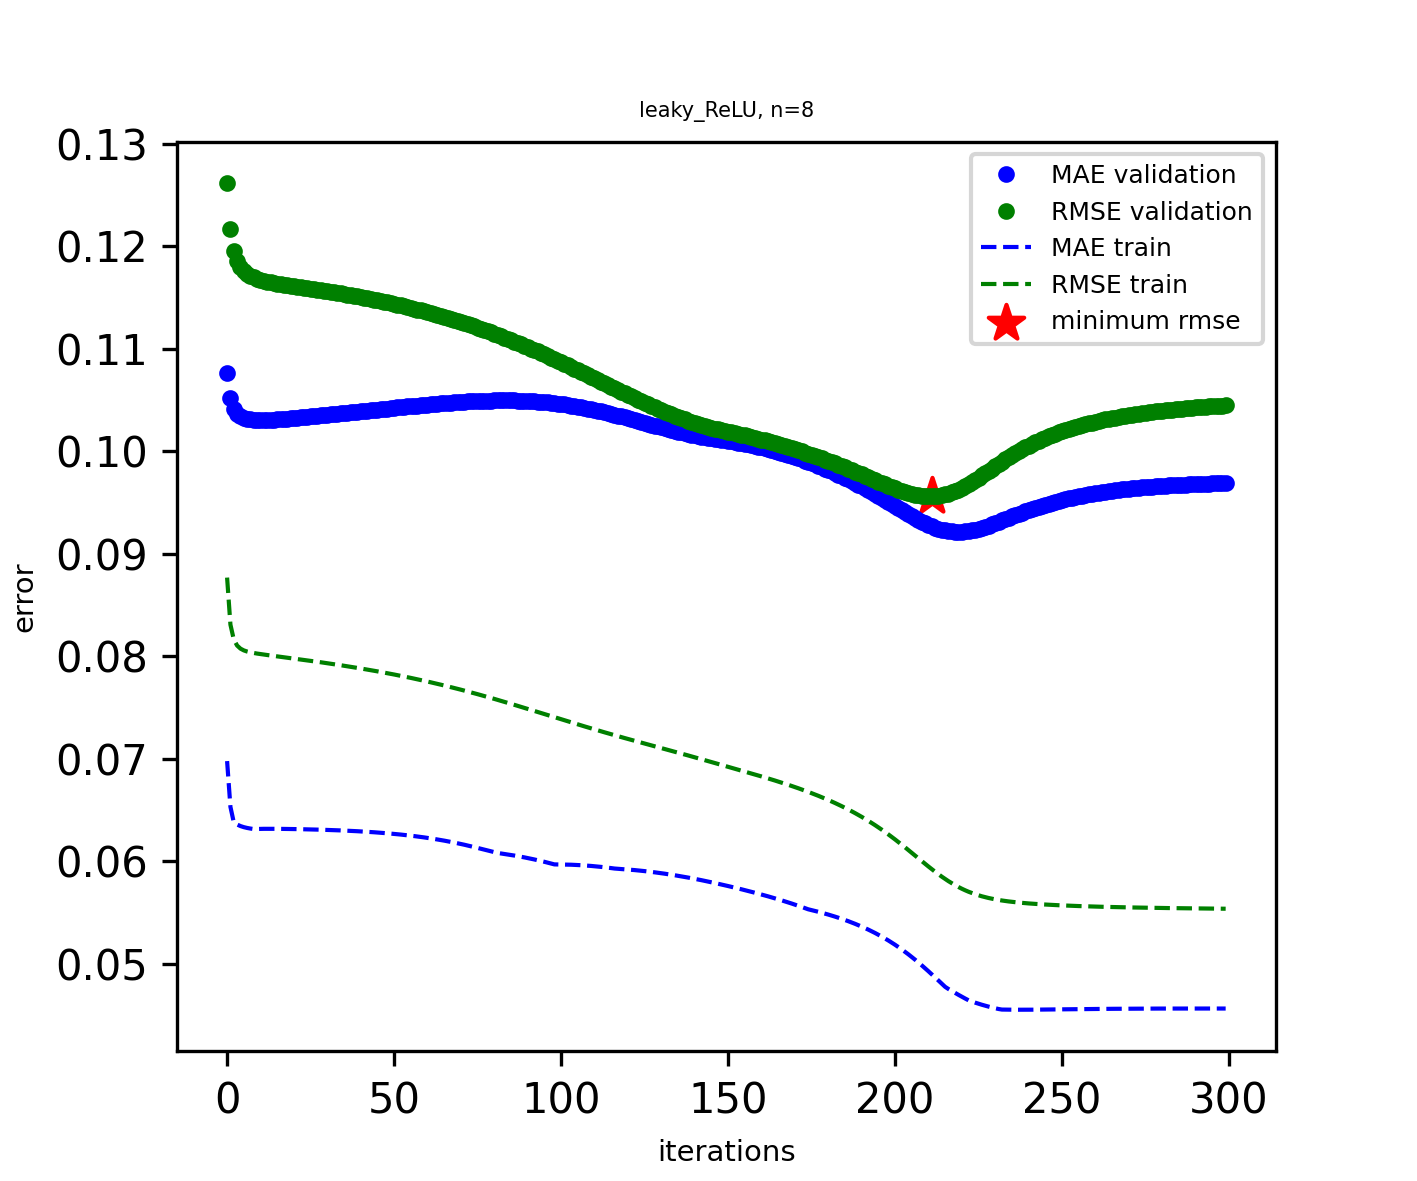 leaky_ReLU, n=8
0.13
0.12
0.11
0.10
0.09
0.08
0.07
0.06
0.05
error
MAE validation
RMSE validation
MAE train
RMSE train
minimum rmse
0 50 100 150 200 250 300
iterations